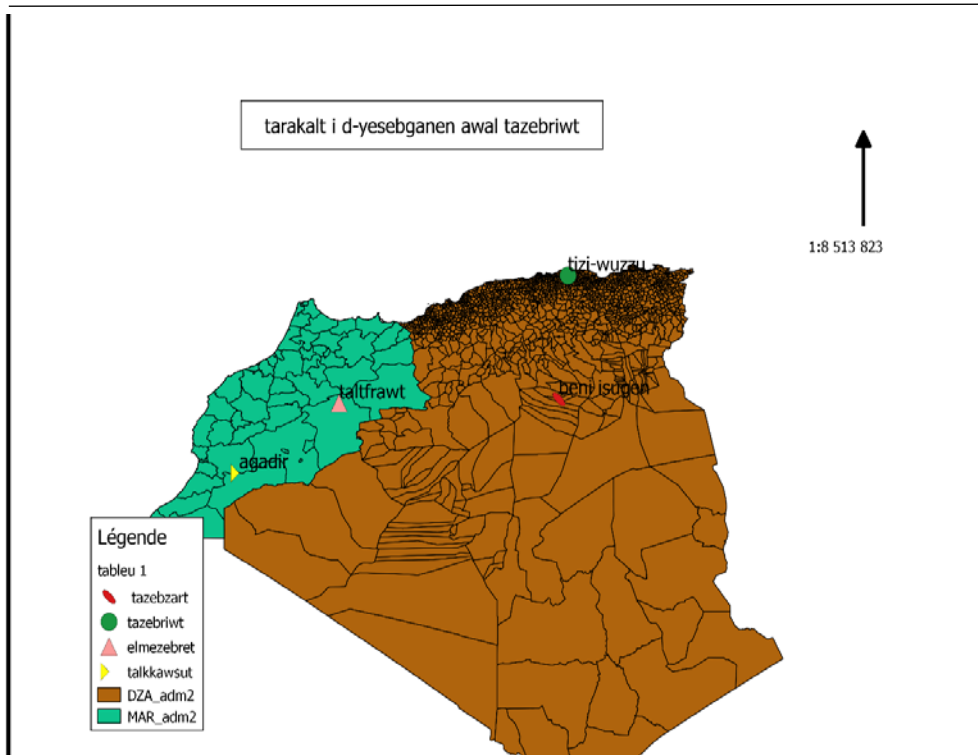 tarakalt i d-yesebganen awal tazebriwt
1:8 513 823
tizi-wuzzu
beni isugen
taltfrawt
agadir
Légende
tableu 1
tazebzart
tazebriwt
elmezebret
talkkawsut
DZA_adm2
MAR_adm2